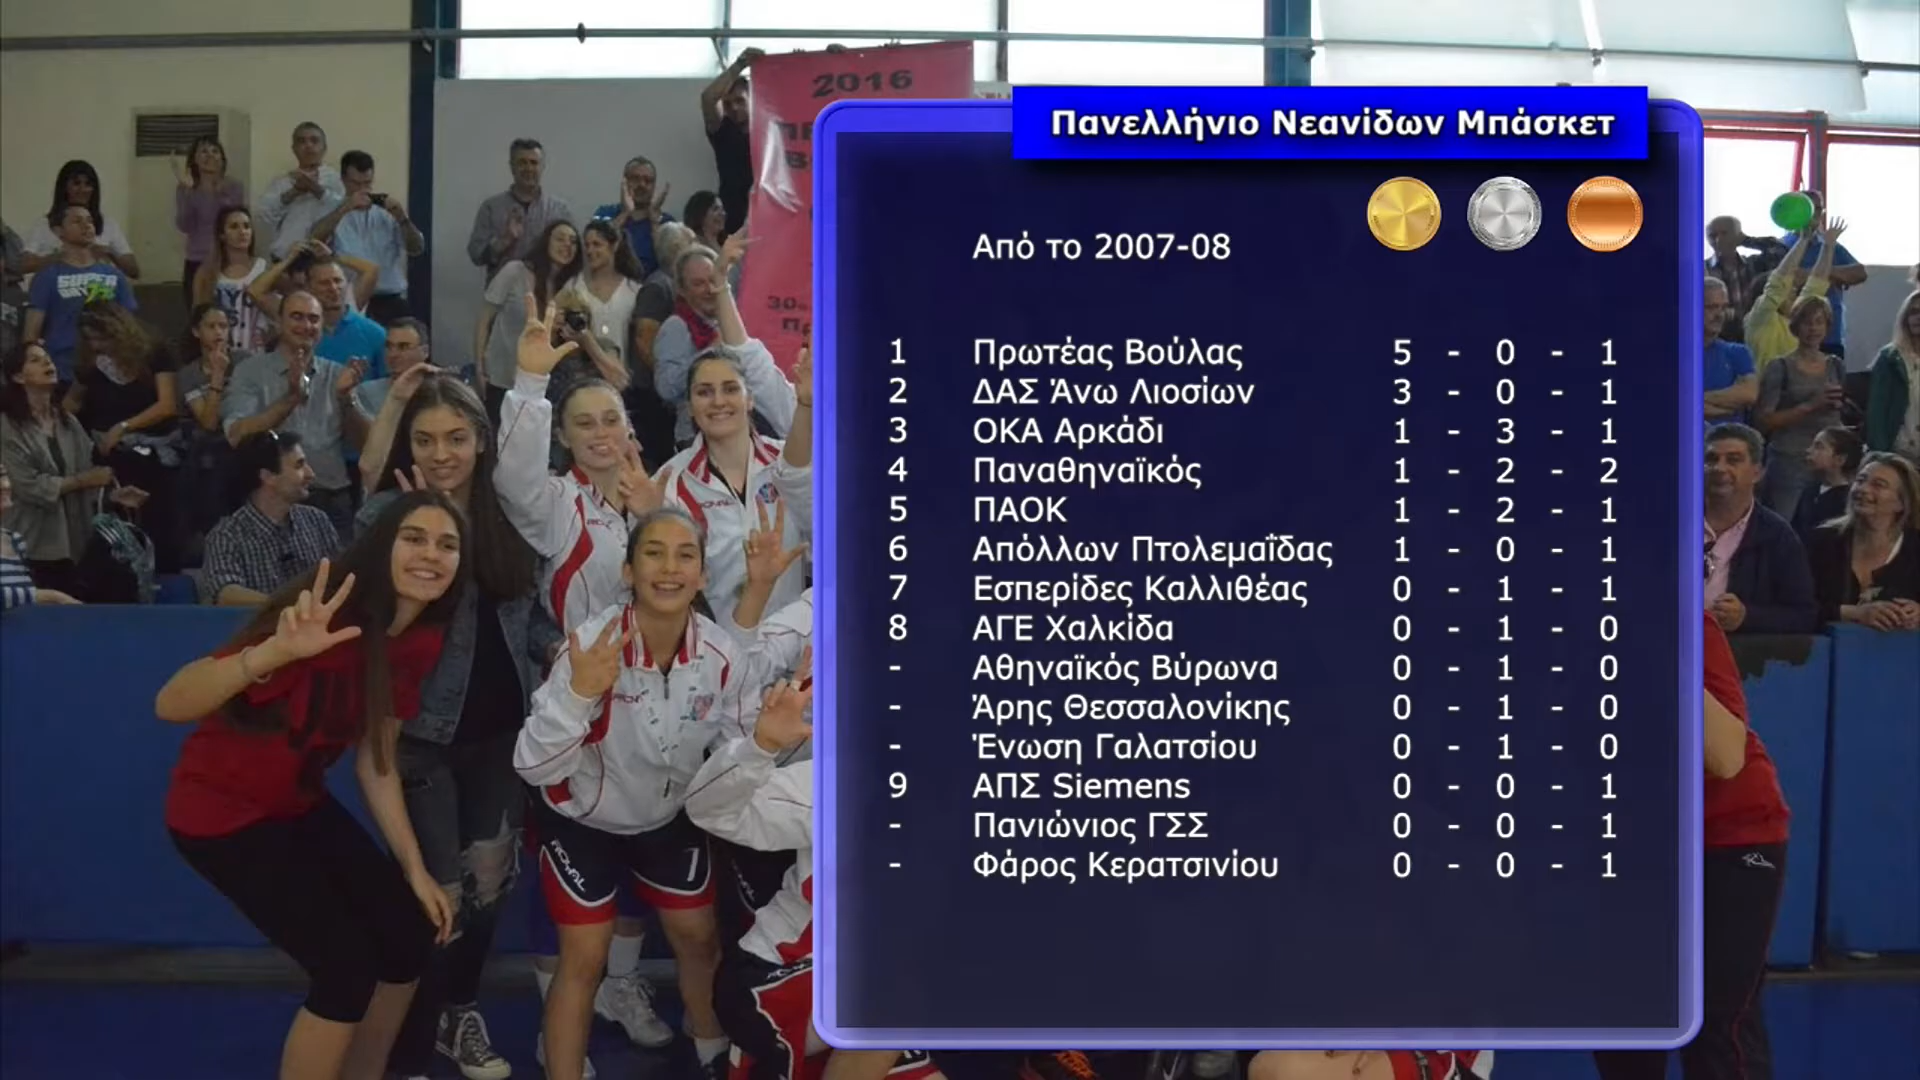 2016
Πανελλήνιο Νεανίδων Μπάσκετ
Από το 2007-08
1 Πρωτέας Βούλας 5 - 0 - 1
2 ΔΑΣ Άνω Λιοσίων 3 - 0 - 1
3 ΟΚΑ Αρκάδι 1 - 3 - 1
4 Παναθηναϊκός 1 - 2 - 2
5 ΠΑΟΚ 1 - 2 - 1
6 Απόλλων Πτολεμαΐδας 1 - 0 - 1
7 Εσπερίδες Καλλιθέας 0 - 1 - 1
8 ΑΓΕ Χαλκίδα 0 - 1 - 0
- Αθηναϊκός Βύρωνα 0 - 1 - 0
- Άρης Θεσσαλονίκης 0 - 1 - 0
- Ένωση Γαλατσίου 0 - 1 - 0
9 ΑΠΣ Siemens 0 - 0 - 1
- Πανιώνιος ΓΣΣ 0 - 0 - 1
- Φάρος Κερατσινίου 0 - 0 - 1
SUPER
ROYAL
7